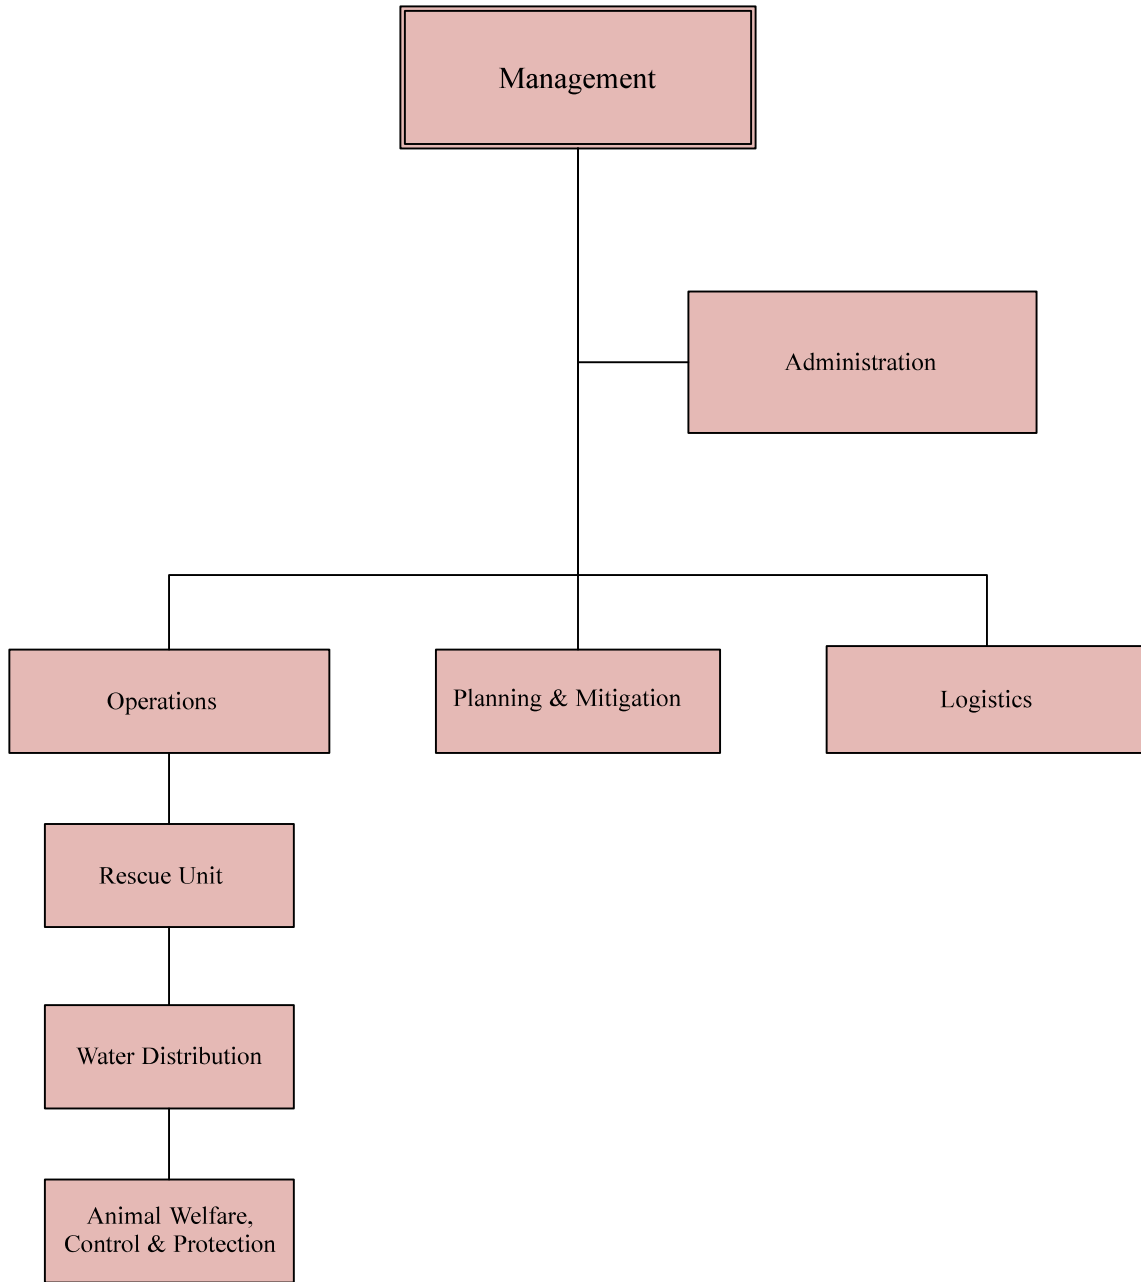 Management
Administration
Operations
Planning & Mitigation
Logistics
Rescue Unit
Water Distribution
Animal Welfare,
Control & Protection